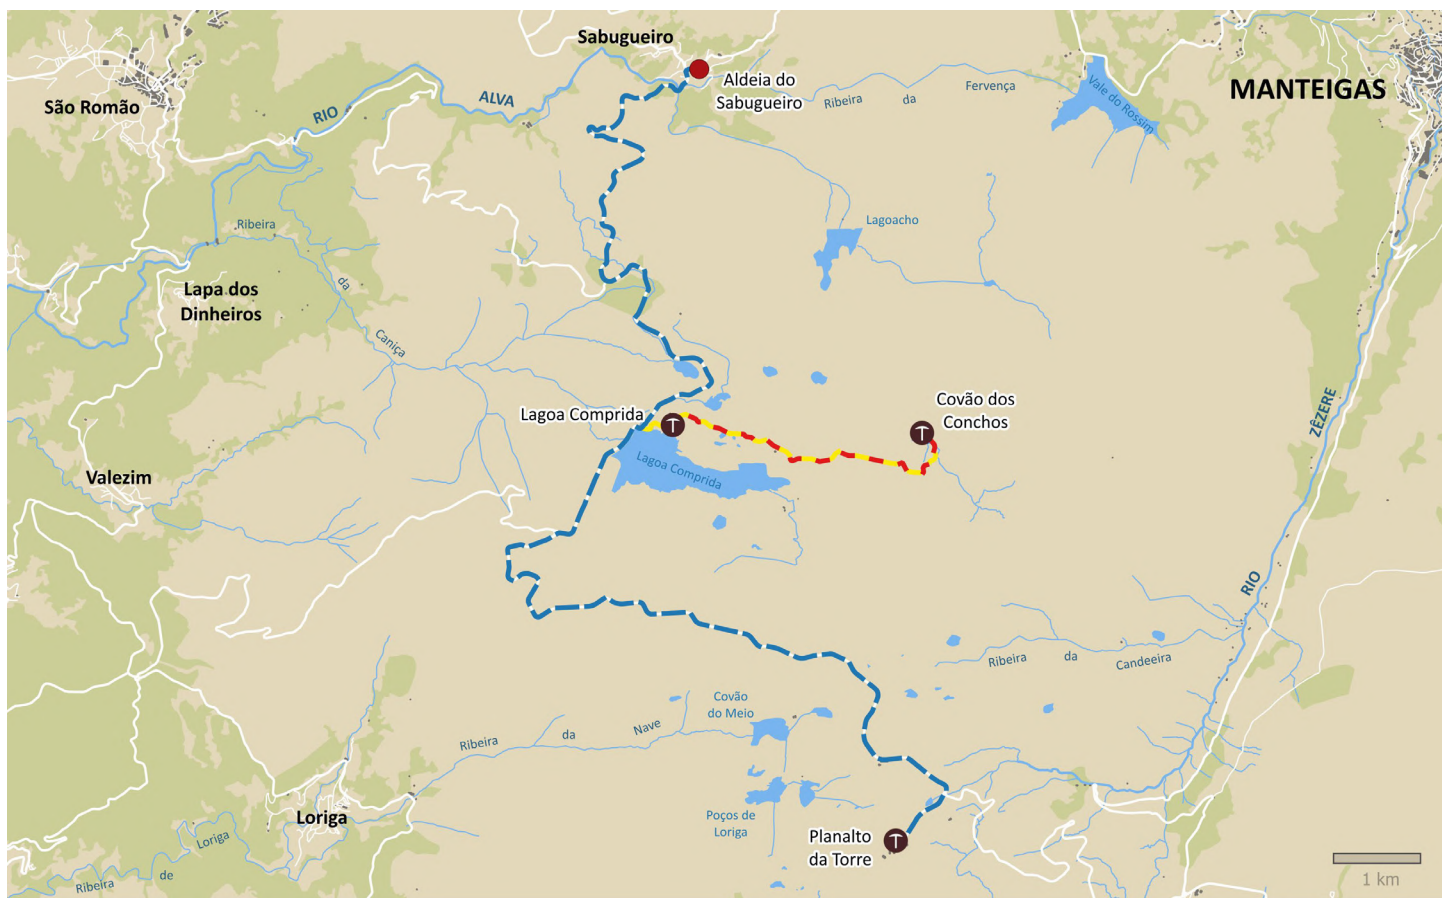 Sabugueiro
MANTEIGAS
São Romão
RIO
ALVA
Aldeia do
Sabugueiro
Ribeira
da
Fervença
Vale do Rossim
Ribeira
da
Caniça
Lagoacho
Lapa dos
Dinheiros
Lagoa Comprida
Covão dos
Conchos
ZÊZERE
Lagoa Comprida
Valezim
RIO
Ribeira
da
Candeeira
Covão
do Meio
Ribeira
da
Nave
Poços de
Loriga
Loriga
Planalto
da Torre
Ribeira
de
Loriga
1 km